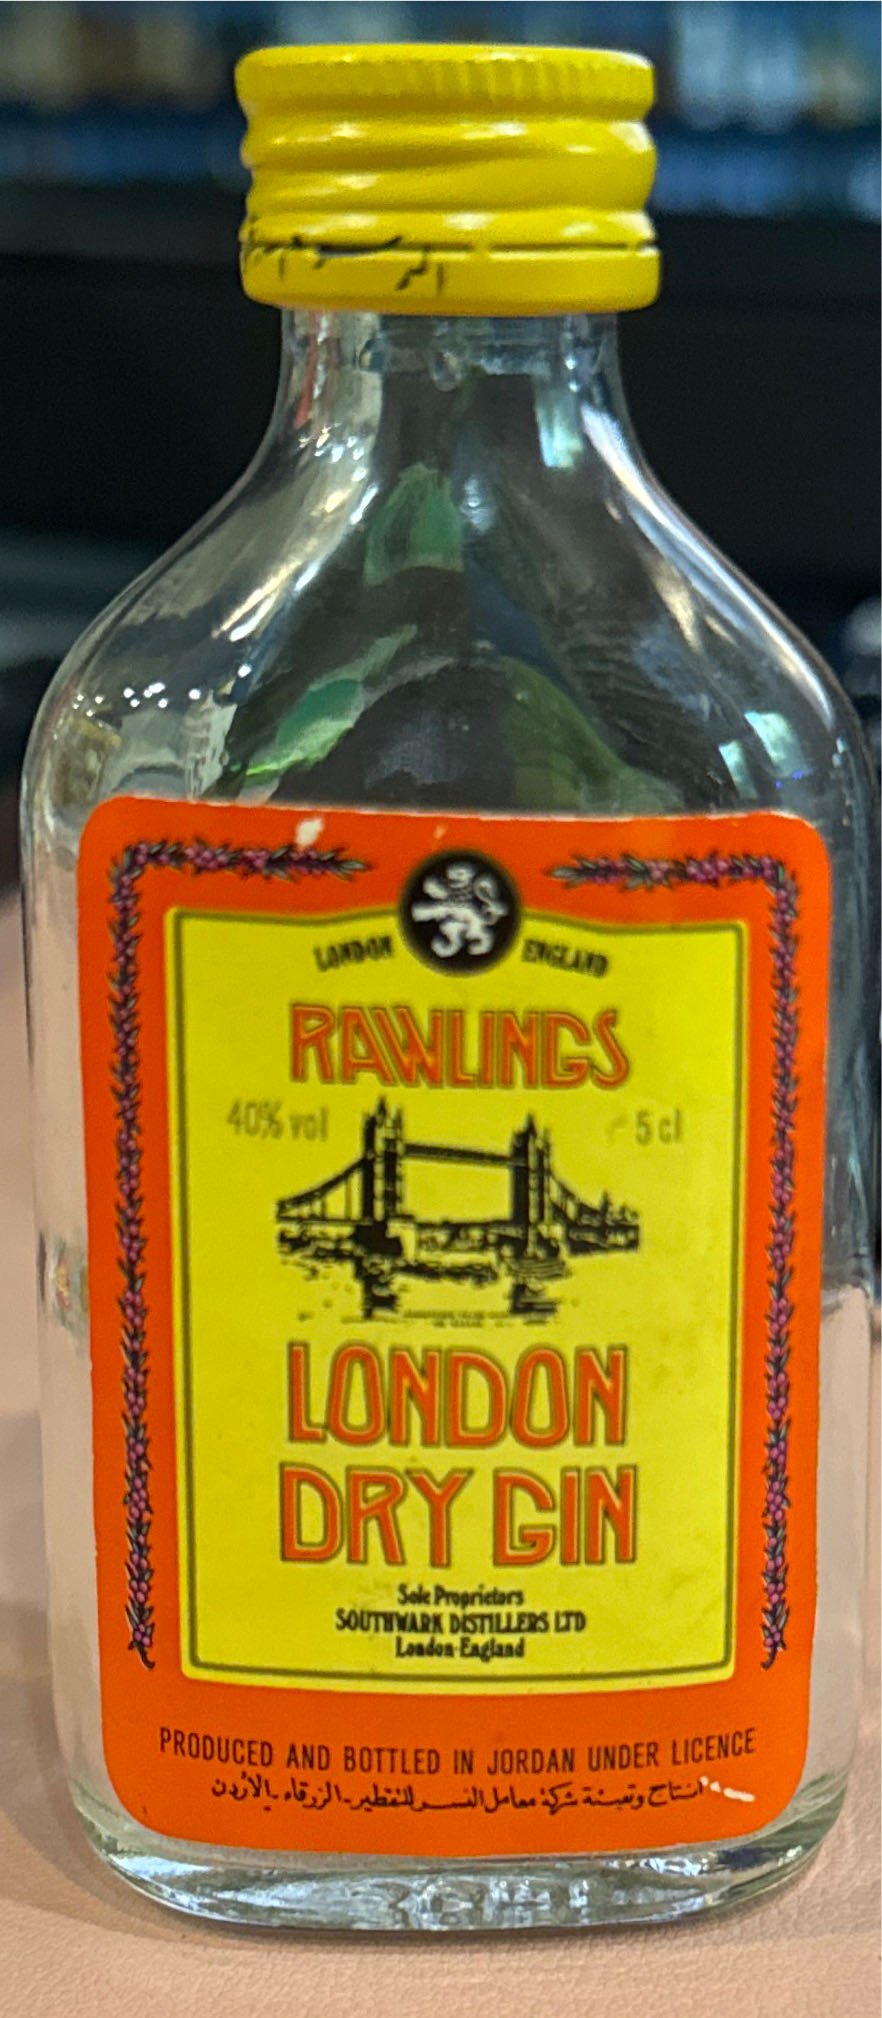 الرسوم
LONDON ENGLAND
RAWLINGS
40% vol 5 cl
LONDON
DRY GIN
Sole Proprietors
SOUTHWARK DISTILLERS LTD
London-England
PRODUCED AND BOTTLED IN JORDAN UNDER LICENCE
انتاج وتعبئة شركة معامل النسر للتقطير - الزرقاء - الأردن